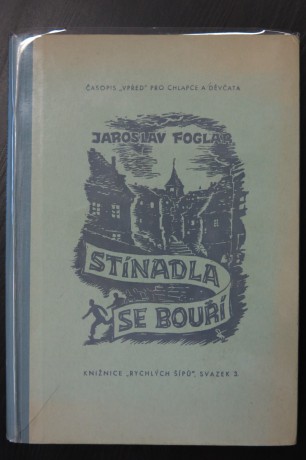 ČASOPIS „VPŘED" PRO CHLAPCE A DĚVČATA
JAROSLAV FOGLAR
STÍNADLA
SE BOUŘÍ
KNIŽNICE „RYCHLÝCH ŠÍPŮ", SVAZEK 2.